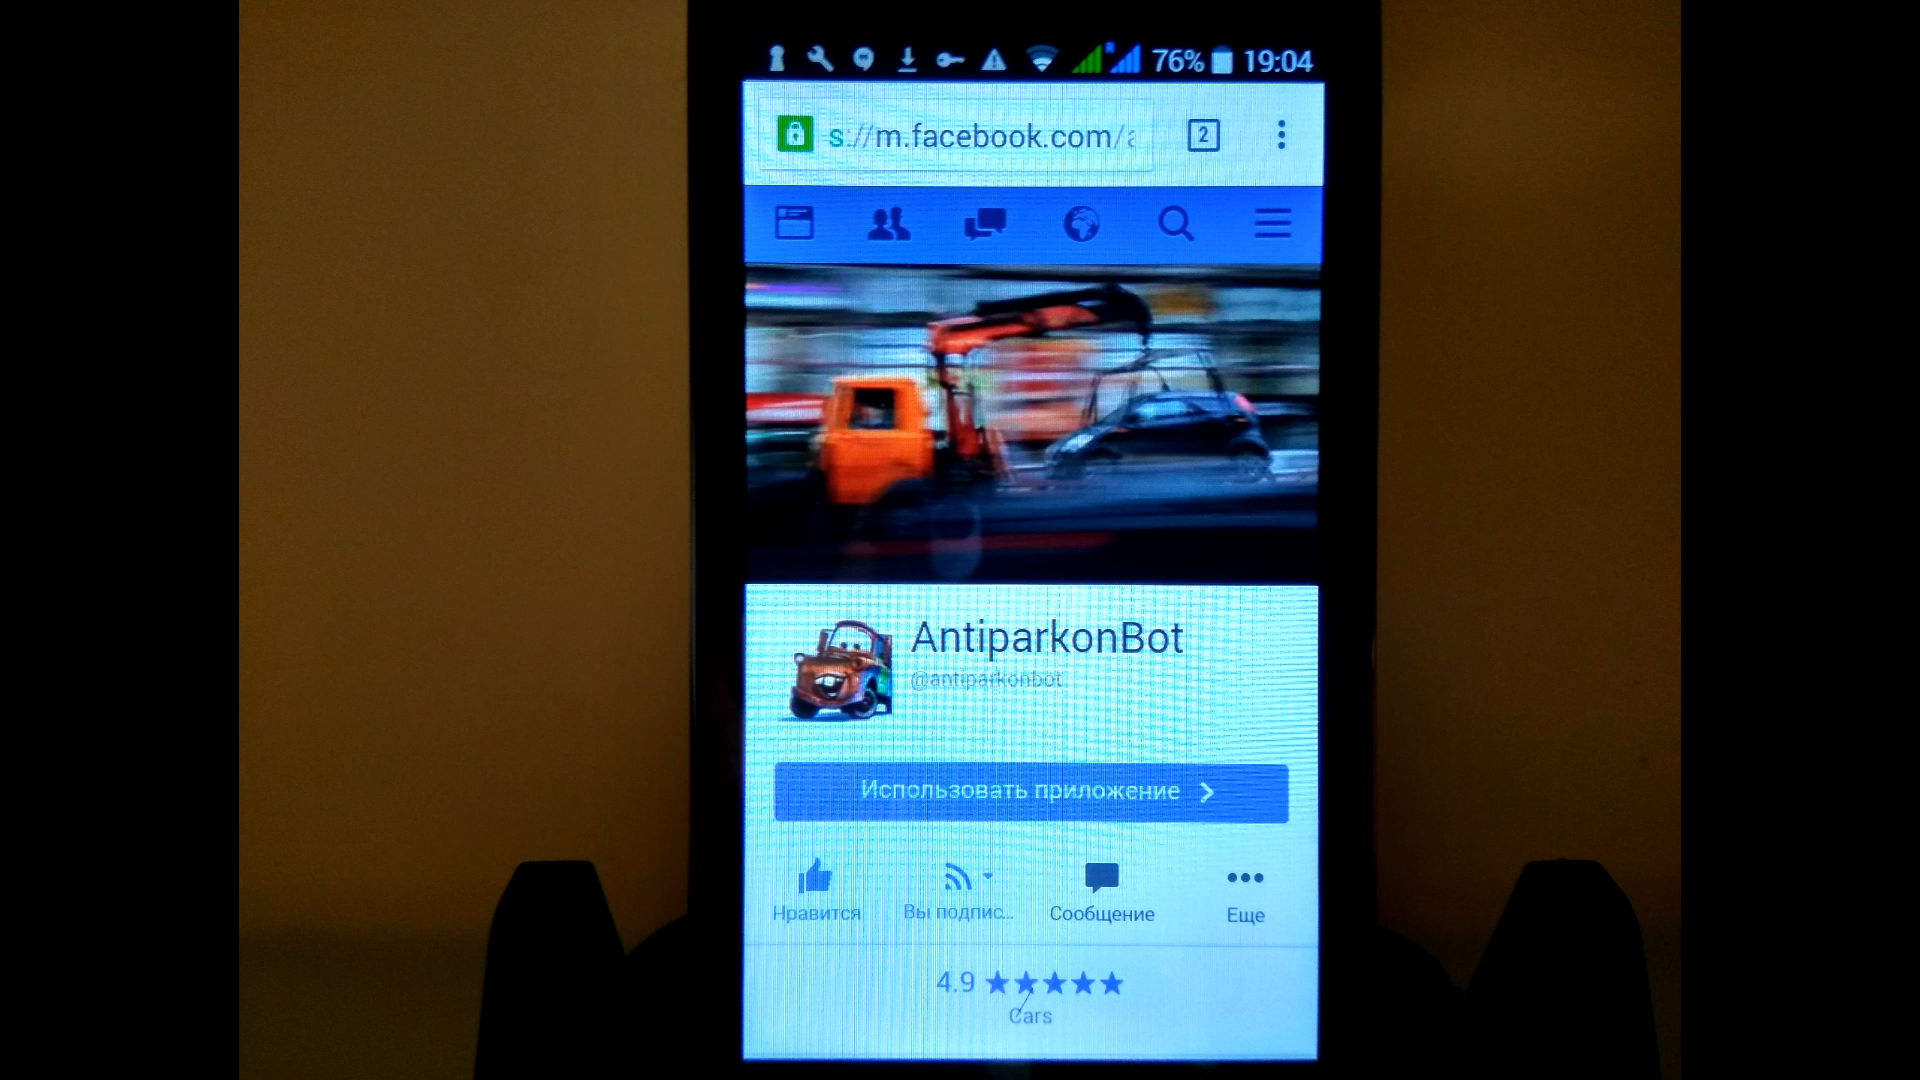 76% 19:04
s://m.facebook.com/a
2
AntiparkonBot
@antiparkonbot
Использовать приложение
Нравится Вы подпис... Сообщение Еще
4.9
Cars